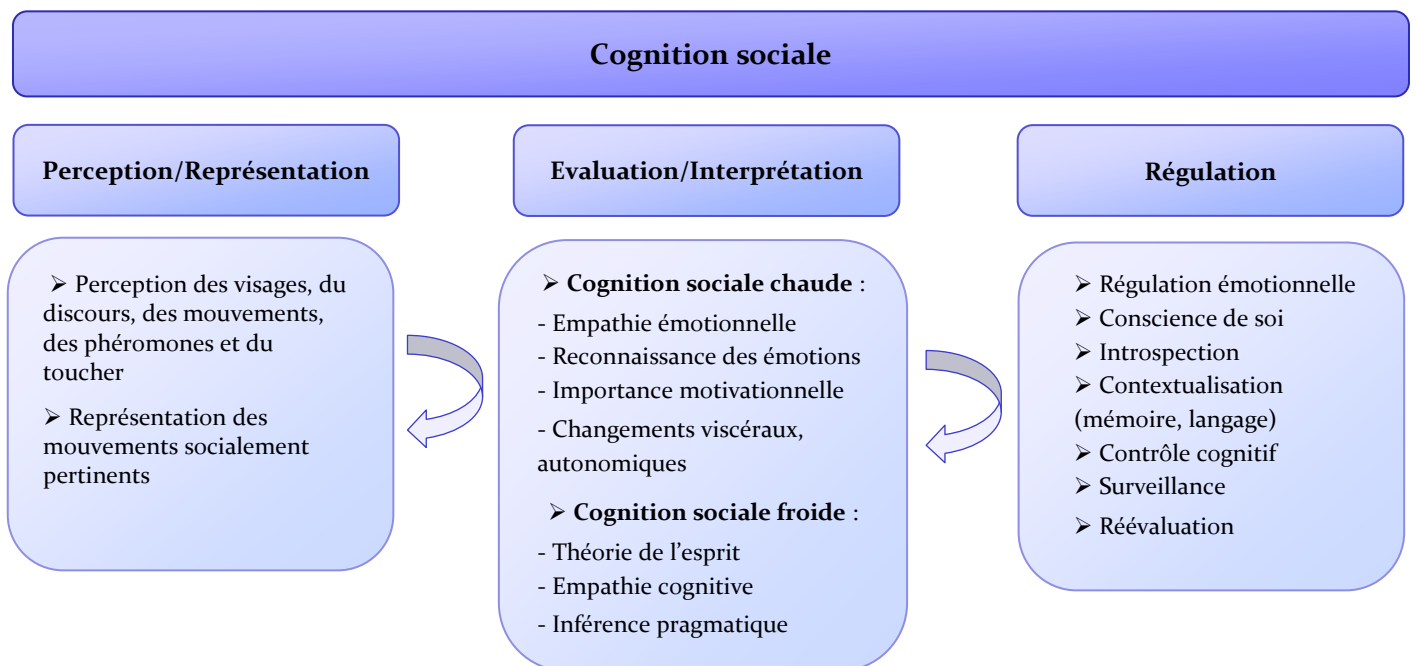 Cognition sociale
Perception/Représentation
➢ Perception des visages, du
discours, des mouvements,
des phéromones et du
toucher
➢ Représentation des
mouvements socialement
pertinents
Evaluation/Interprétation
➢ Cognition sociale chaude :
- Empathie émotionnelle
- Reconnaissance des émotions
- Importance motivationnelle
- Changements viscéraux,
autonomiques
➢ Cognition sociale froide :
- Théorie de l’esprit
- Empathie cognitive
- Inférence pragmatique
Régulation
➢ Régulation émotionnelle
➢ Conscience de soi
➢ Introspection
➢ Contextualisation
(mémoire, langage)
➢ Contrôle cognitif
➢ Surveillance
➢ Réévaluation